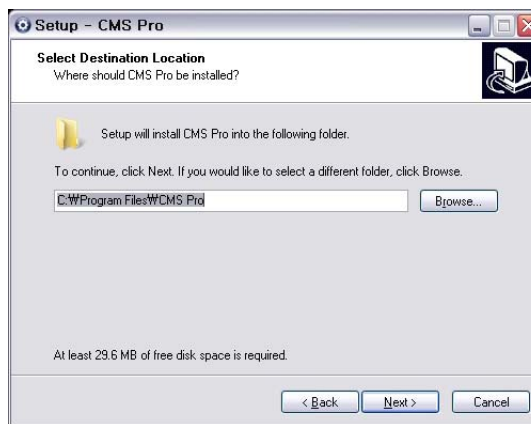 Setup - CMS Pro
Select Destination Location
Where should CMS Pro be installed?
Setup will install CMS Pro into the following folder.
To continue, click Next. If you would like to select a different folder, click Browse.
C:₩Program Files₩CMS Pro
Browse...
At least 29.6 MB of free disk space is required.
< Back
Next >
Cancel